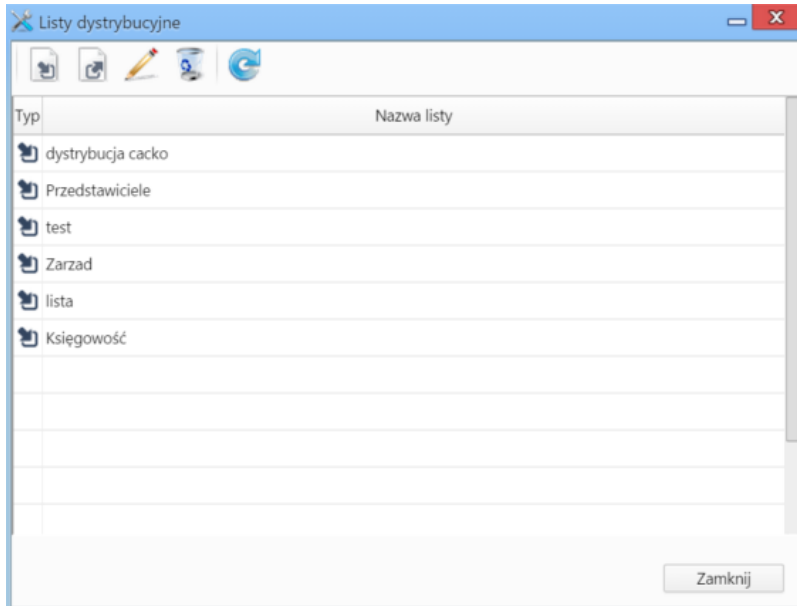 Listy dystrybucyjne
Typ Nazwa listy
dystrybucja cacko
Przedstawiciele
test
Zarzad
lista
Księgowość
Zamknij